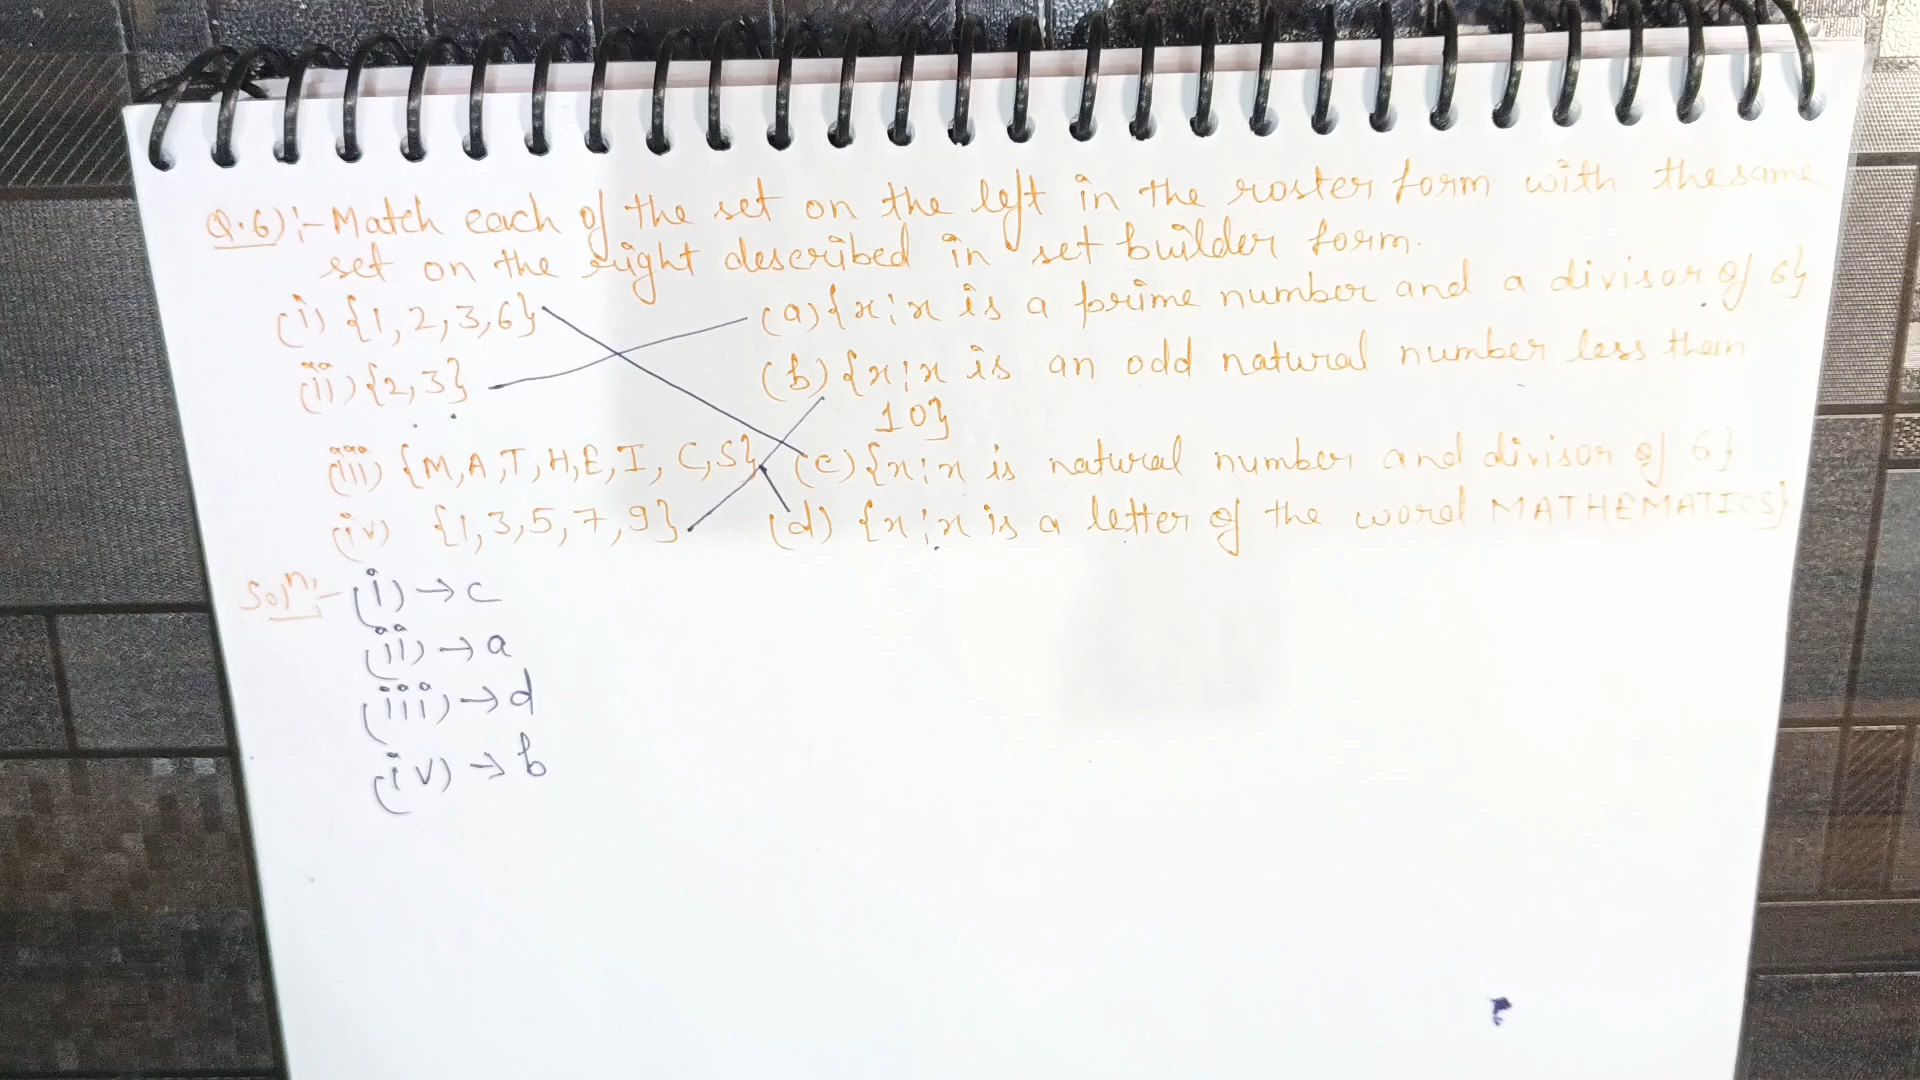 Q.6):- Match each of the set on the left in the roster form with the same
set on the right described in set builder form.
(i) {1,2,3,6} (a) {x:x is a prime number and a divisor of 6}
(ii) {2,3} (b) {x:x is an odd natural number less than
10}
(iii) {M,A,T,H,E,I,C,S} (c) {x:x is natural number and divisor of 6}
(iv) {1,3,5,7,9} (d) {x:x is a letter of the word MATHEMATICS}
Soln:- (i) → c
(ii) → a
(iii) → d
(iv) → b